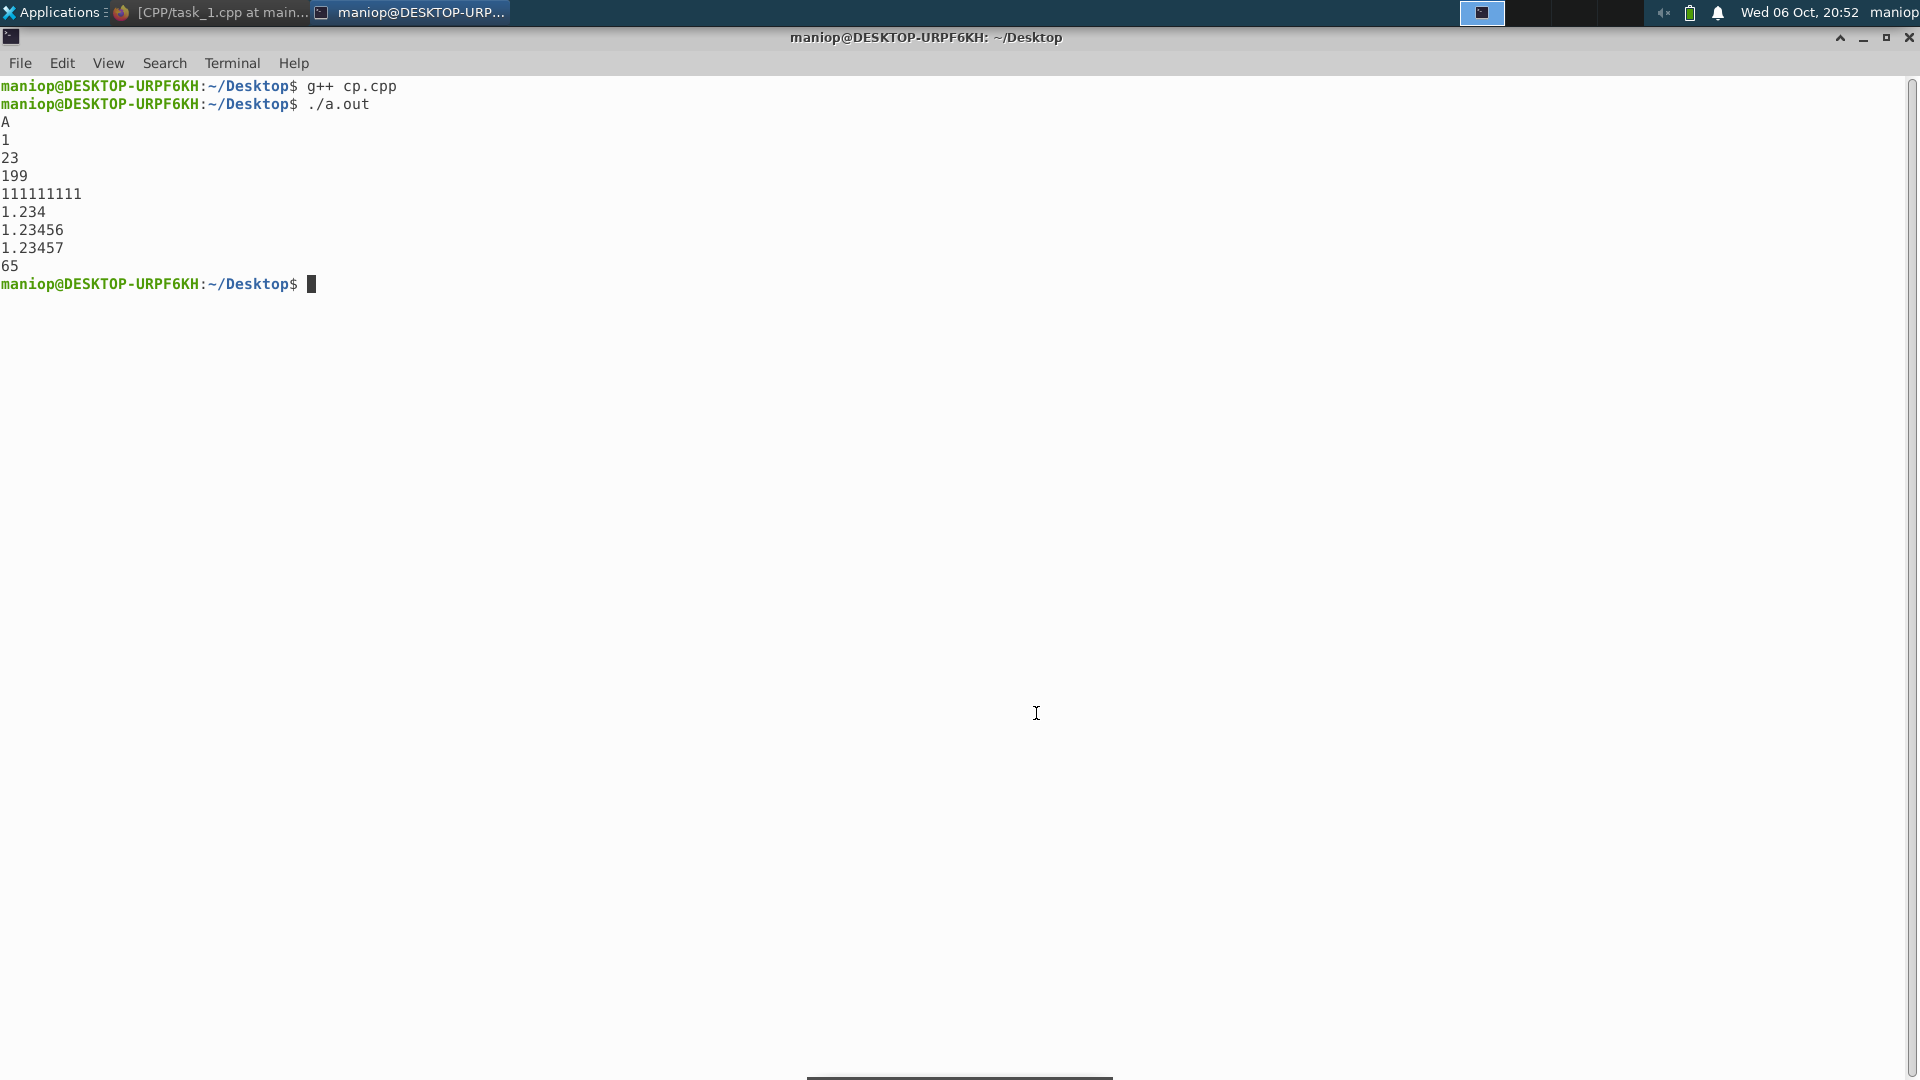 Applications [CPP/task_1.cpp at main... maniop@DESKTOP-URP... Wed 06 Oct, 20:52 maniop
maniop@DESKTOP-URPF6KH: ~/Desktop
File Edit View Search Terminal Help
maniop@DESKTOP-URPF6KH:~/Desktop$ g++ cp.cpp
maniop@DESKTOP-URPF6KH:~/Desktop$ ./a.out
A
1
23
199
111111111
1.234
1.23456
1.23457
65
maniop@DESKTOP-URPF6KH:~/Desktop$